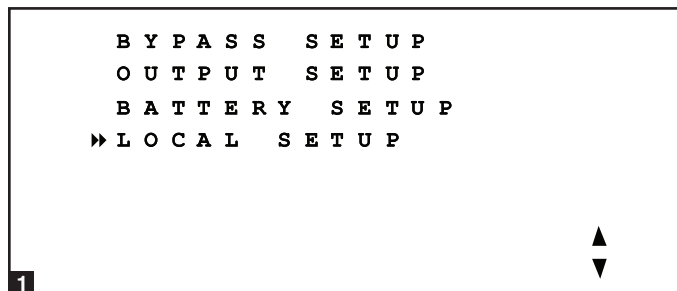 BYPASS SETUP
OUTPUT SETUP
BATTERY SETUP
LOCAL SETUP
1